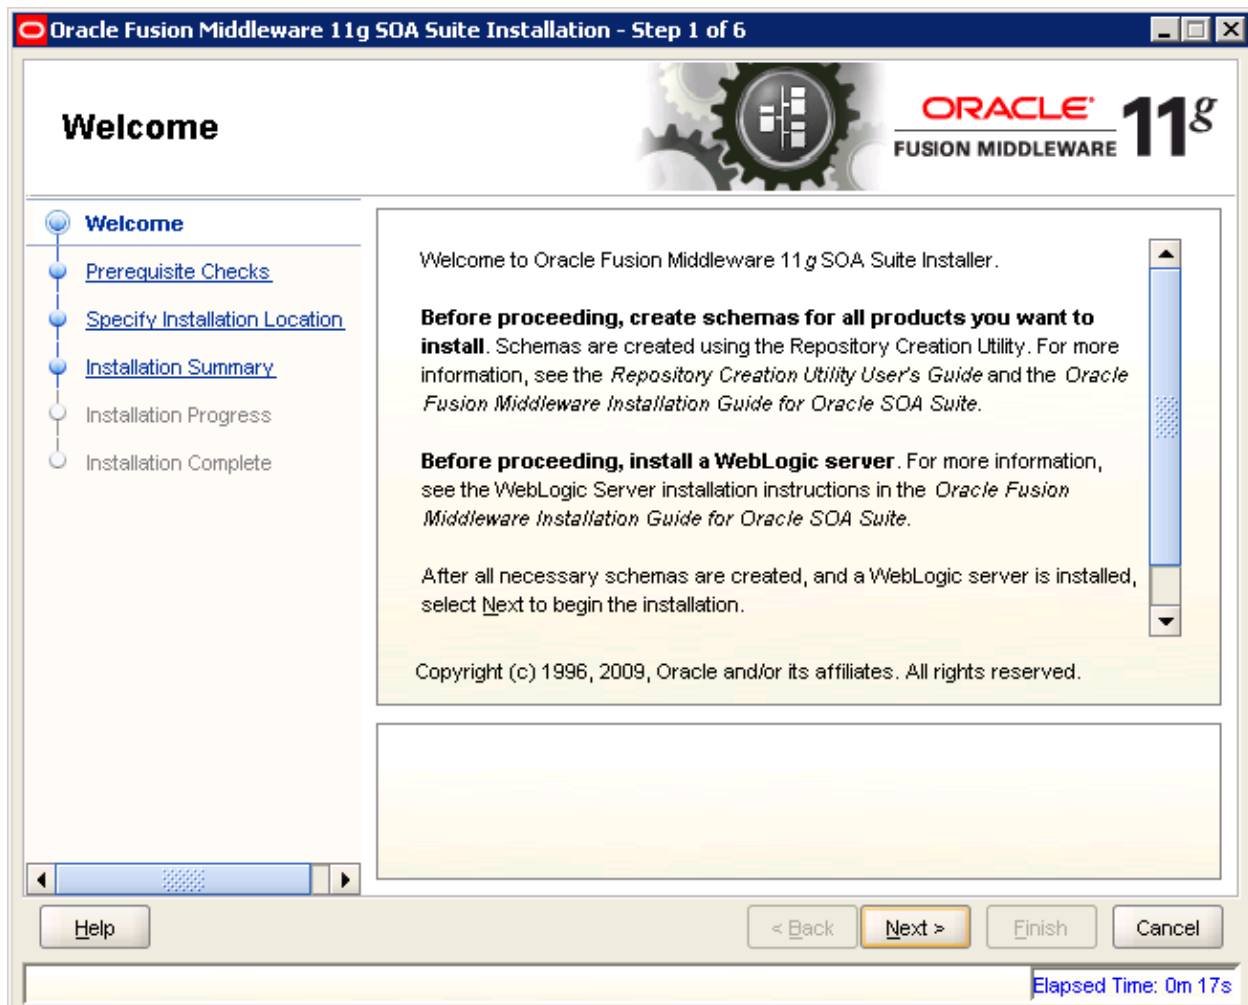 Oracle Fusion Middleware 11g SOA Suite Installation - Step 1 of 6
Welcome
ORACLE
FUSION MIDDLEWARE
11g
Welcome
Prerequisite Checks
Specify Installation Location
Installation Summary
Installation Progress
Installation Complete
Welcome to Oracle Fusion Middleware 11g SOA Suite Installer.
Before proceeding, create schemas for all products you want to
install. Schemas are created using the Repository Creation Utility. For more
information, see the Repository Creation Utility User's Guide and the Oracle
Fusion Middleware Installation Guide for Oracle SOA Suite.
Before proceeding, install a WebLogic server. For more information,
see the WebLogic Server installation instructions in the Oracle Fusion
Middleware Installation Guide for Oracle SOA Suite.
After all necessary schemas are created, and a WebLogic server is installed,
select Next to begin the installation.
Copyright (c) 1996, 2009, Oracle and/or its affiliates. All rights reserved.
Help
< Back
Next >
Finish
Cancel
Elapsed Time: 0m 17s